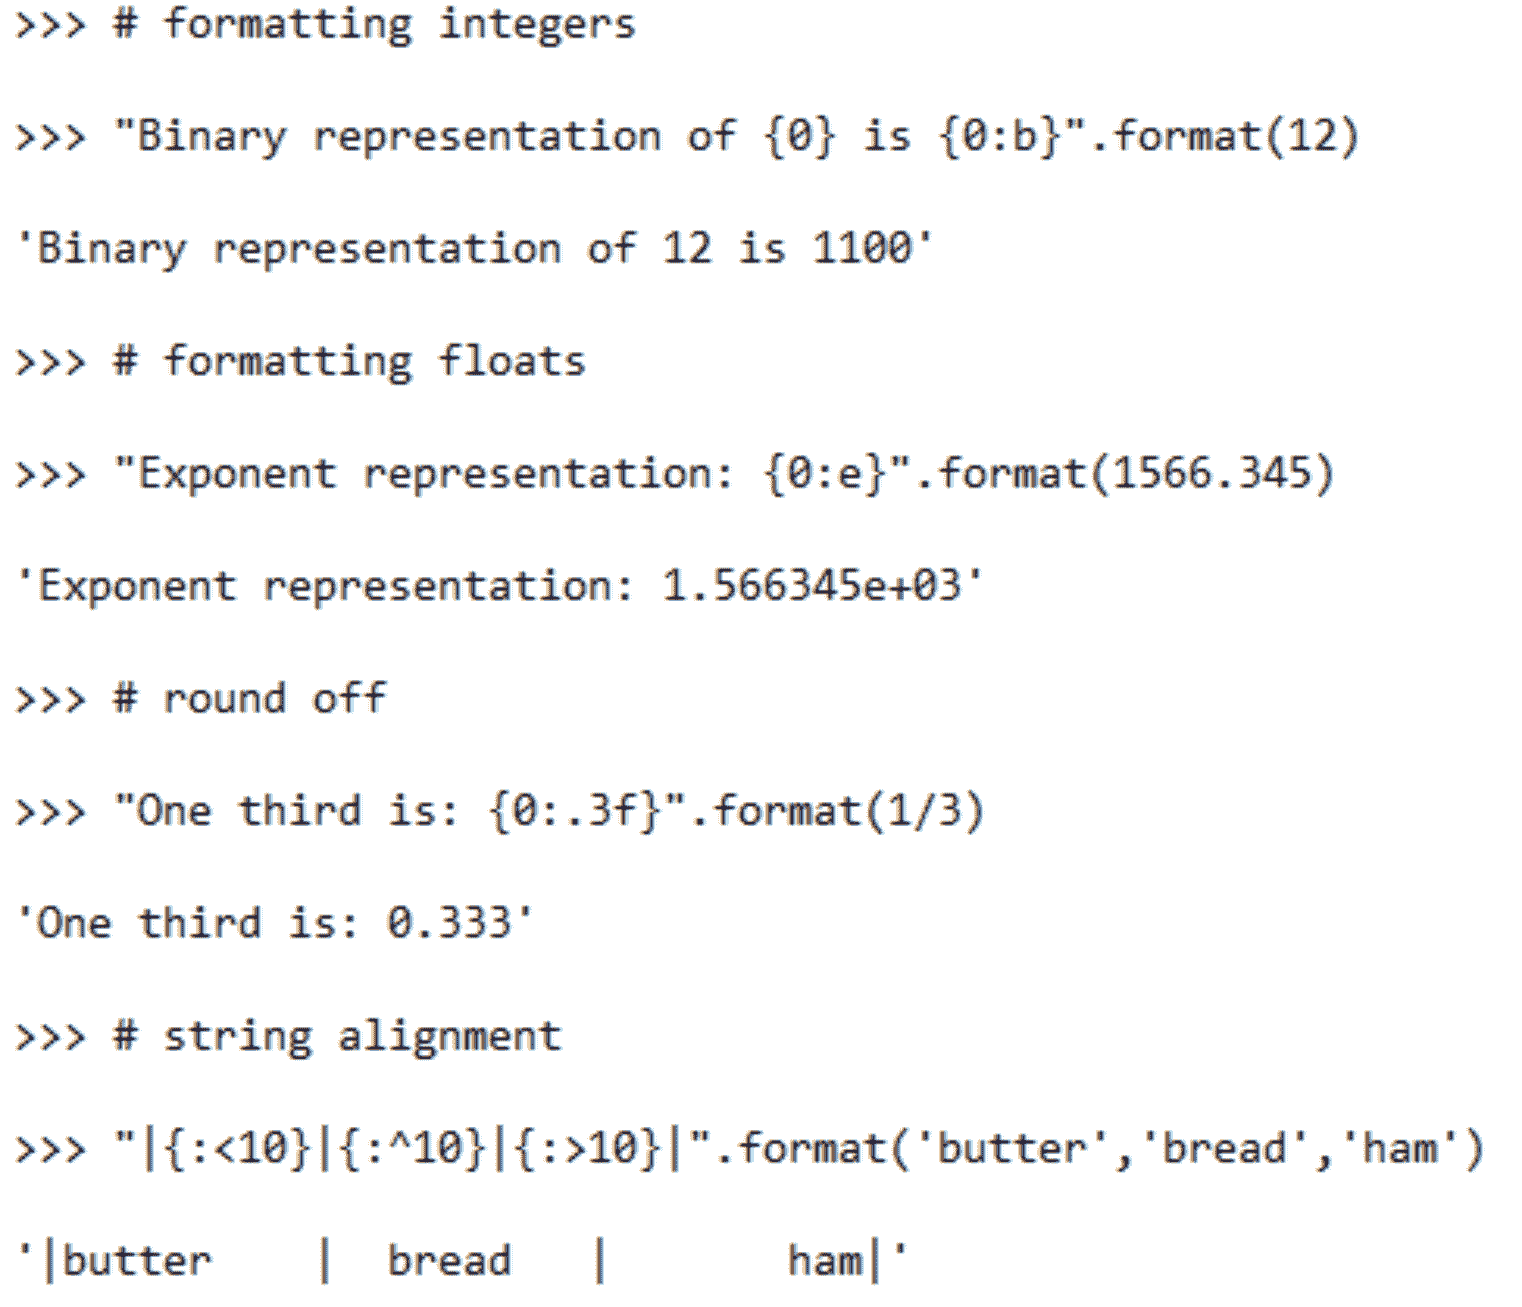 >>> # formatting integers
>>> "Binary representation of {0} is {0:b}".format(12)
'Binary representation of 12 is 1100'
>>> # formatting floats
>>> "Exponent representation: {0:e}".format(1566.345)
'Exponent representation: 1.566345e+03'
>>> # round off
>>> "One third is: {0:.3f}".format(1/3)
'One third is: 0.333'
>>> # string alignment
>>> "|{:<10}|{:^10}|{:>10}|".format('butter','bread','ham')
'|butter    |  bread   |       ham|'